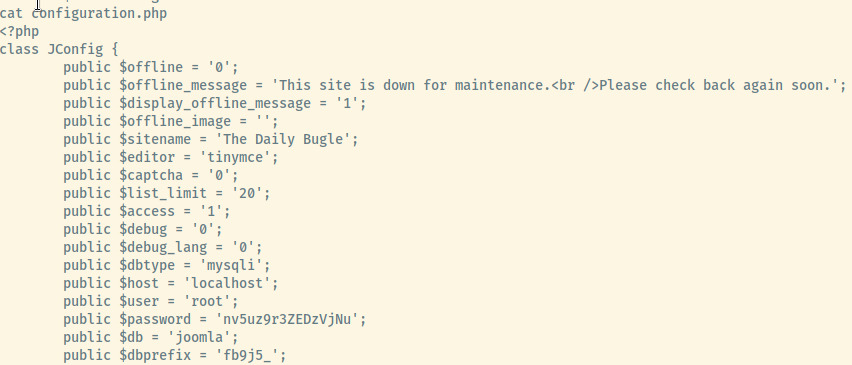 cat configuration.php
<?php
class JConfig {
        public $offline = '0';
        public $offline_message = 'This site is down for maintenance.<br />Please check back again soon.';
        public $display_offline_message = '1';
        public $offline_image = '';
        public $sitename = 'The Daily Bugle';
        public $editor = 'tinymce';
        public $captcha = '0';
        public $list_limit = '20';
        public $access = '1';
        public $debug = '0';
        public $debug_lang = '0';
        public $dbtype = 'mysqli';
        public $host = 'localhost';
        public $user = 'root';
        public $password = 'nv5uz9r3ZEDzVjNu';
        public $db = 'joomla';
        public $dbprefix = 'fb9j5_';